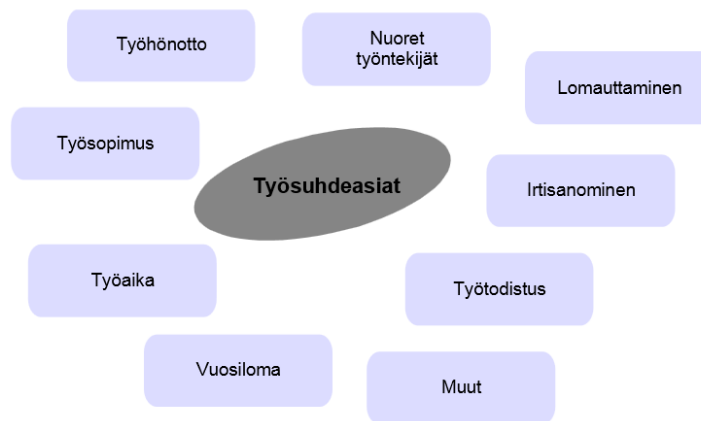 Työhönotto
Nuoret
työntekijät
Lomauttaminen
Työsopimus
Työsuhdeasiat
Irtisanominen
Työaika
Työtodistus
Vuosiloma
Muut